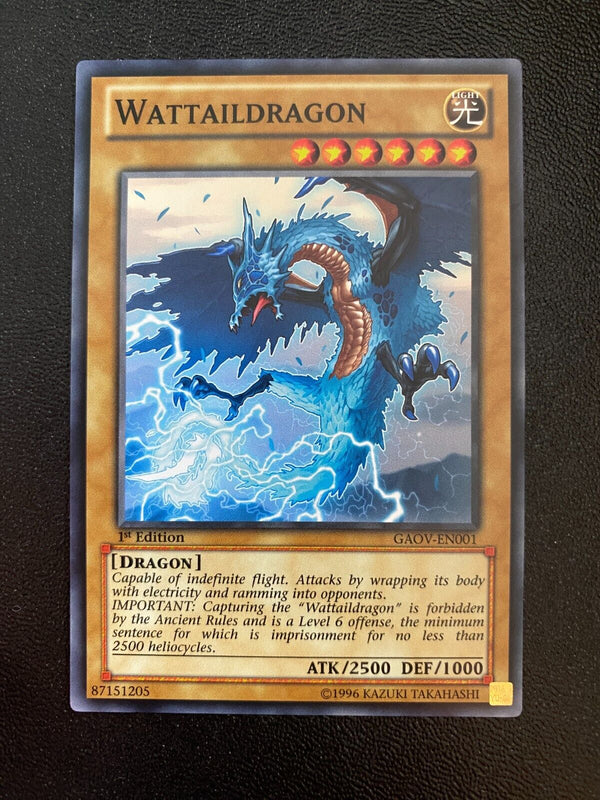 WATTAILDRAGON
LIGHT
光
1st Edition
GAOV-EN001
[DRAGON]
Capable of indefinite flight. Attacks by wrapping its body
with electricity and ramming into opponents.
IMPORTANT: Capturing the "Wattaildragon" is forbidden
by the Ancient Rules and is a Level 6 offense, the minimum
sentence for which is imprisonment for no less than
2500 heliocycles.
ATK/2500 DEF/1000
87151205
©1996 KAZUKI TAKAHASHI